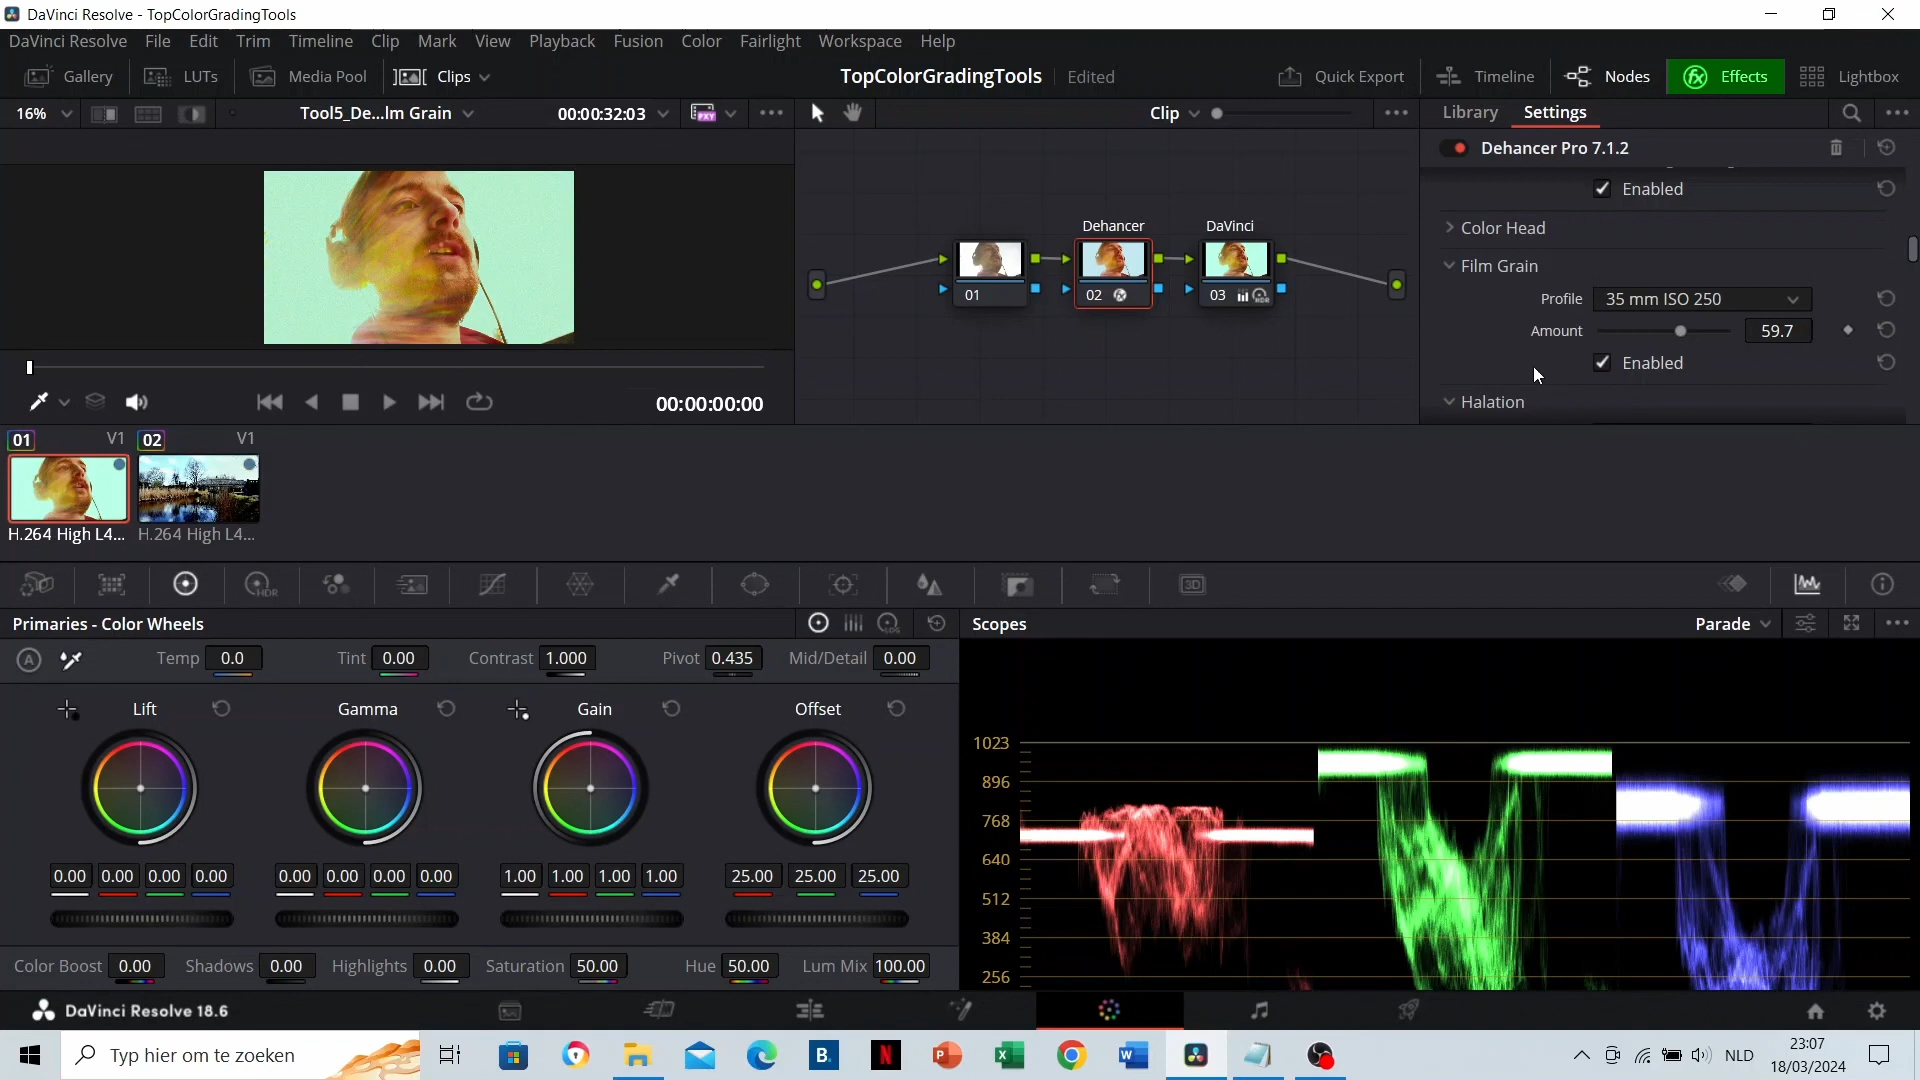 DaVinci Resolve - TopColorGradingTools
DaVinci Resolve File Edit Trim Timeline Clip Mark View Playback Fusion Color Fairlight Workspace Help
Gallery LUTs Media Pool Clips TopColorGradingTools Edited Quick Export Timeline Nodes Effects Lightbox
16% Tool5_De...lm Grain 00:00:32:03 Clip Library Settings
Dehancer Pro 7.1.2
Enabled
Color Head
Film Grain
Profile 35 mm ISO 250
Amount 59.7
Enabled
Halation
Dehancer DaVinci
01 02 03
00:00:00:00
01 V1 02 V1
H.264 High L4... H.264 High L4...
HDR
3D
Primaries - Color Wheels
Temp 0.0 Tint 0.00 Contrast 1.000 Pivot 0.435 Mid/Detail 0.00
Lift Gamma Gain Offset
0.00 0.00 0.00 0.00 0.00 0.00 0.00 0.00 1.00 1.00 1.00 1.00 25.00 25.00 25.00
Color Boost 0.00 Shadows 0.00 Highlights 0.00 Saturation 50.00 Hue 50.00 Lum Mix 100.00
Scopes Parade
1023
896
768
640
512
384
256
DaVinci Resolve 18.6
Typ hier om te zoeken
B.
N
NLD
23:07
18/03/2024